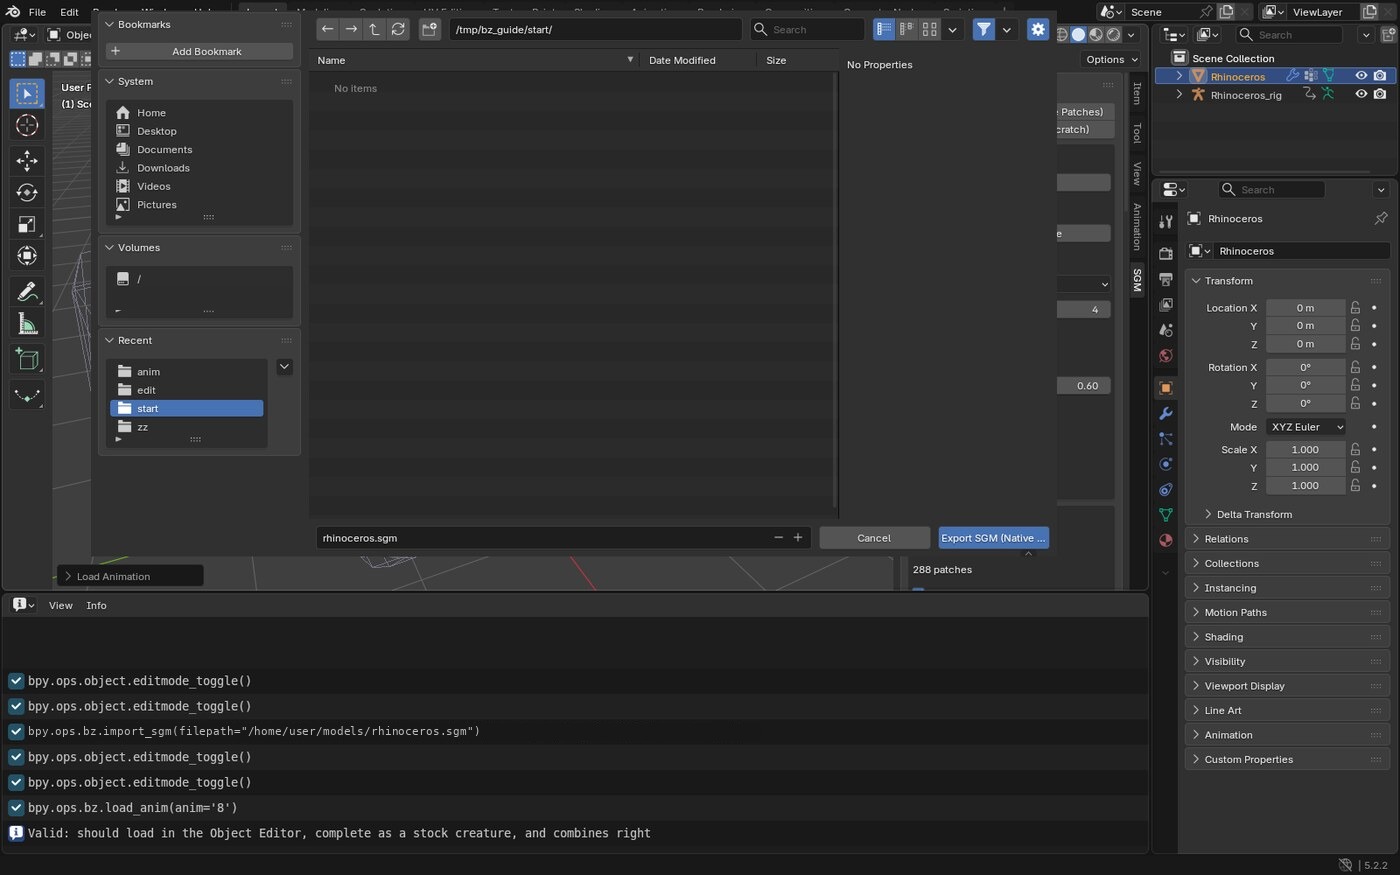 File
Edit
Scene
ViewLayer
Bookmarks
Add Bookmark
System
Home
Desktop
Documents
Downloads
Videos
Pictures
Volumes
/
Recent
anim
edit
start
zz
/tmp/bz_guide/start/
Search
Name
Date Modified
Size
No items
No Properties
rhinoceros.sgm
Cancel
Export SGM (Native ...
Load Animation
Options
Patches)
4
0.60
288 patches
Item
Tool
View
Animation
SGM
Search
Scene Collection
Rhinoceros
Rhinoceros_rig
Search
Rhinoceros
Rhinoceros
Transform
Location X 0 m
Y 0 m
Z 0 m
Rotation X 0°
Y 0°
Z 0°
Mode XYZ Euler
Scale X 1.000
Y 1.000
Z 1.000
Delta Transform
Relations
Collections
Instancing
Motion Paths
Shading
Visibility
Viewport Display
Line Art
Animation
Custom Properties
View Info
bpy.ops.object.editmode_toggle()
bpy.ops.object.editmode_toggle()
bpy.ops.bz.import_sgm(filepath="/home/user/models/rhinoceros.sgm")
bpy.ops.object.editmode_toggle()
bpy.ops.object.editmode_toggle()
bpy.ops.bz.load_anim(anim='8')
Valid: should load in the Object Editor, complete as a stock creature, and combines right
5.2.2